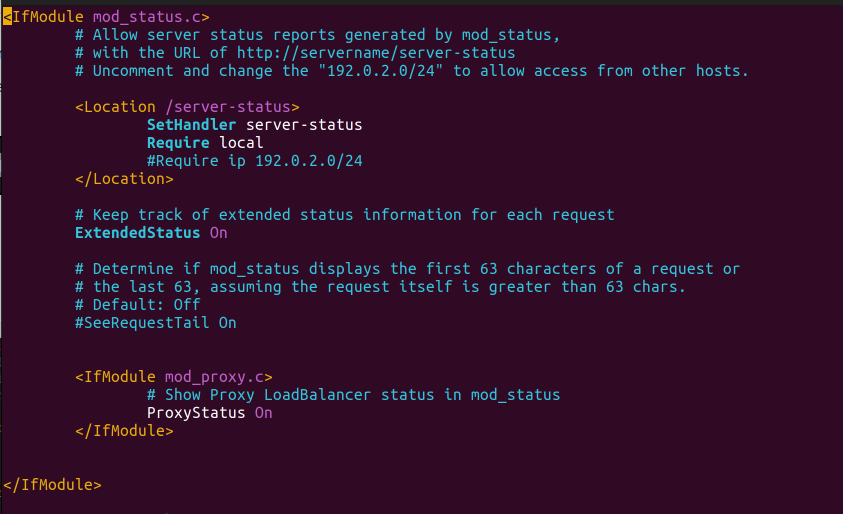 <IfModule mod_status.c>
        # Allow server status reports generated by mod_status,
        # with the URL of http://servername/server-status
        # Uncomment and change the "192.0.2.0/24" to allow access from other hosts.
        <Location /server-status>
                SetHandler server-status
                Require local
                #Require ip 192.0.2.0/24
        </Location>
        # Keep track of extended status information for each request
        ExtendedStatus On
        # Determine if mod_status displays the first 63 characters of a request or
        # the last 63, assuming the request itself is greater than 63 chars.
        # Default: Off
        #SeeRequestTail On
        <IfModule mod_proxy.c>
                # Show Proxy LoadBalancer status in mod_status
                ProxyStatus On
        </IfModule>
</IfModule>